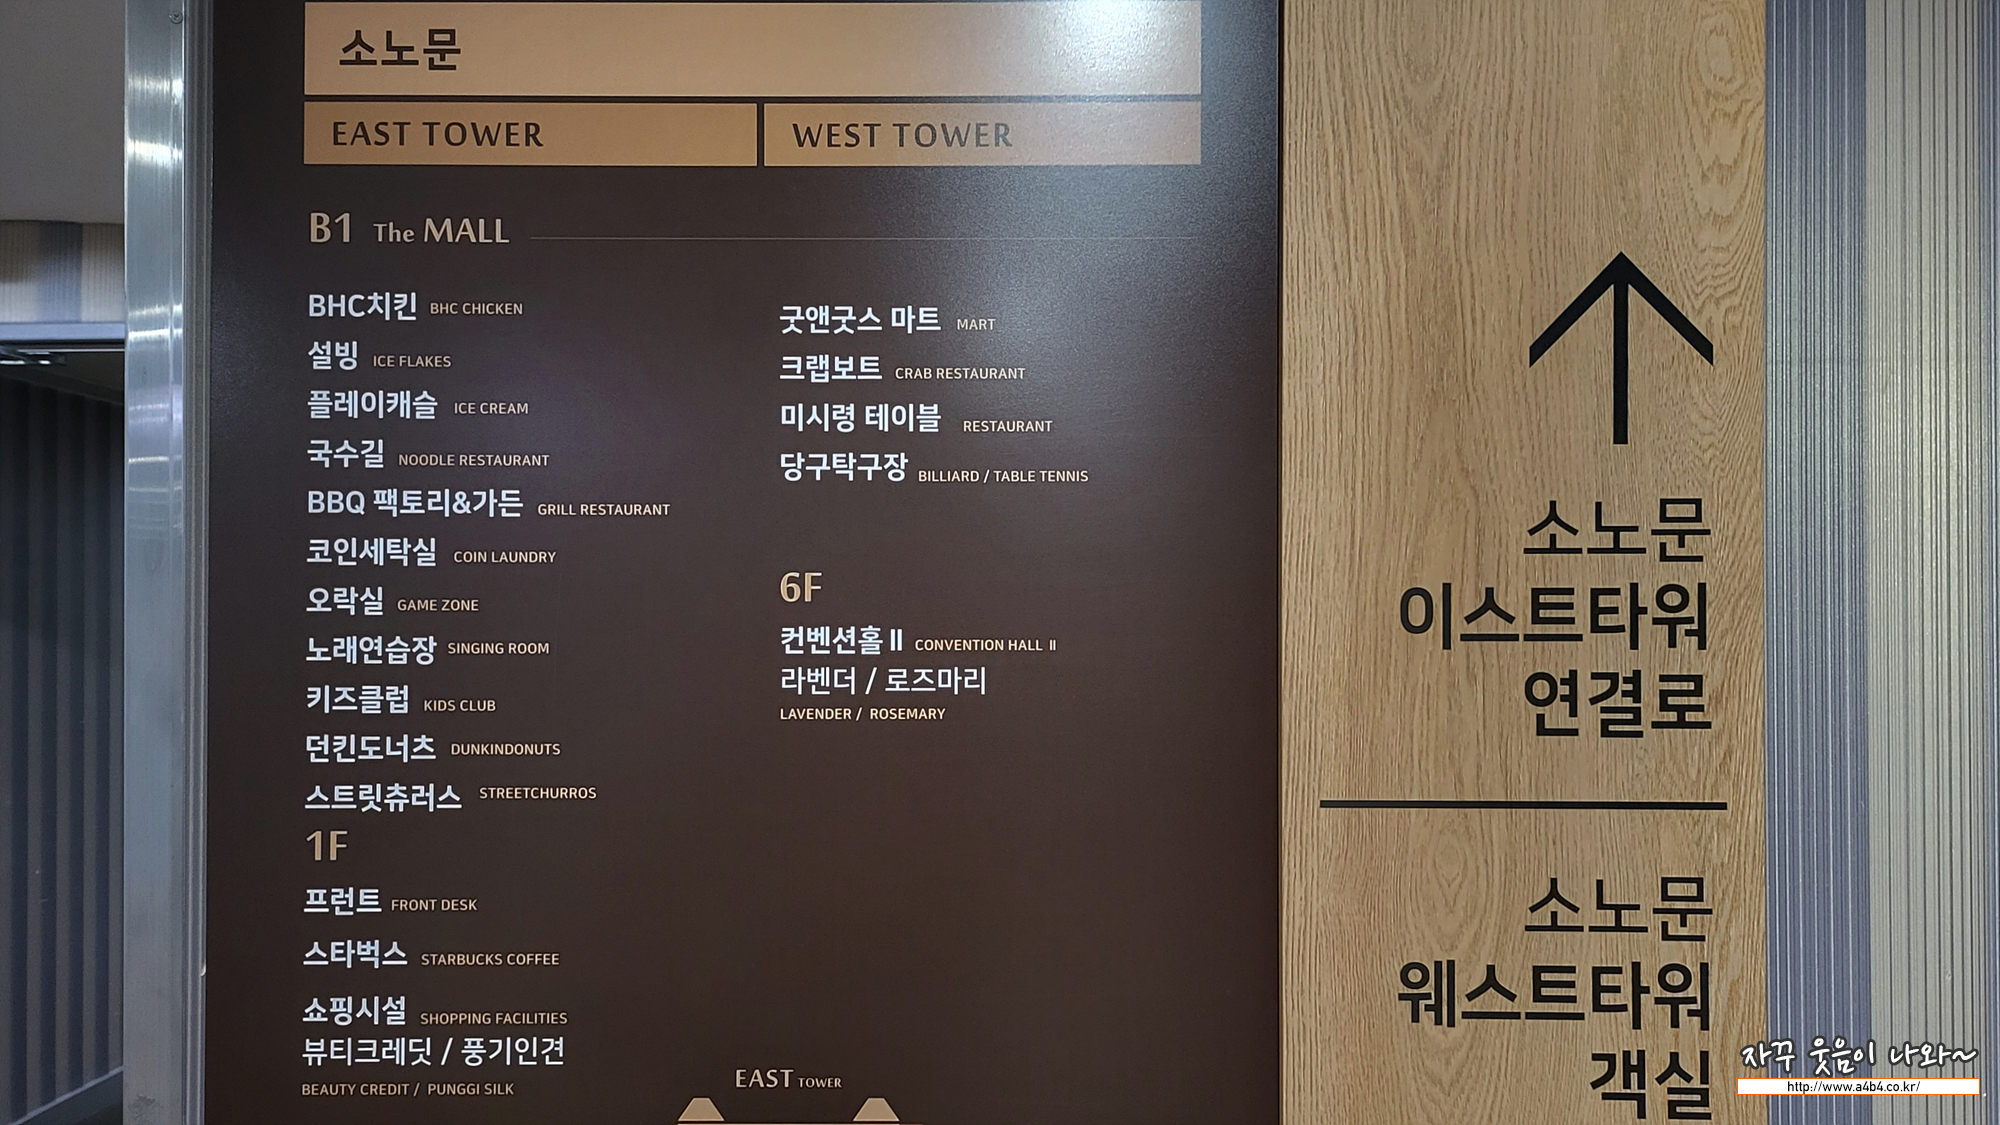 소노문
EAST TOWER
WEST TOWER
B1 The MALL
BHC치킨 BHC CHICKEN
설빙 ICE FLAKES
플레이캐슬 ICE CREAM
국수길 NOODLE RESTAURANT
BBQ 팩토리&가든 GRILL RESTAURANT
코인세탁실 COIN LAUNDRY
오락실 GAME ZONE
노래연습장 SINGING ROOM
키즈클럽 KIDS CLUB
던킨도너츠 DUNKINDONUTS
스트릿츄러스 STREETCHURROS
1F
프런트 FRONT DESK
스타벅스 STARBUCKS COFFEE
쇼핑시설 SHOPPING FACILITIES
뷰티크레딧 / 풍기인견
BEAUTY CREDIT / PUNGGI SILK
굿앤굿스 마트 MART
크랩보트 CRAB RESTAURANT
미시령 테이블 RESTAURANT
당구탁구장 BILLIARD / TABLE TENNIS
6F
컨벤션홀 II CONVENTION HALL II
라벤더 / 로즈마리
LAVENDER / ROSEMARY
EAST TOWER
소노문
이스트타워
연결로
소노문
웨스트타워
객실
자꾸 웃음이 나와~
http://www.a4b4.co.kr/